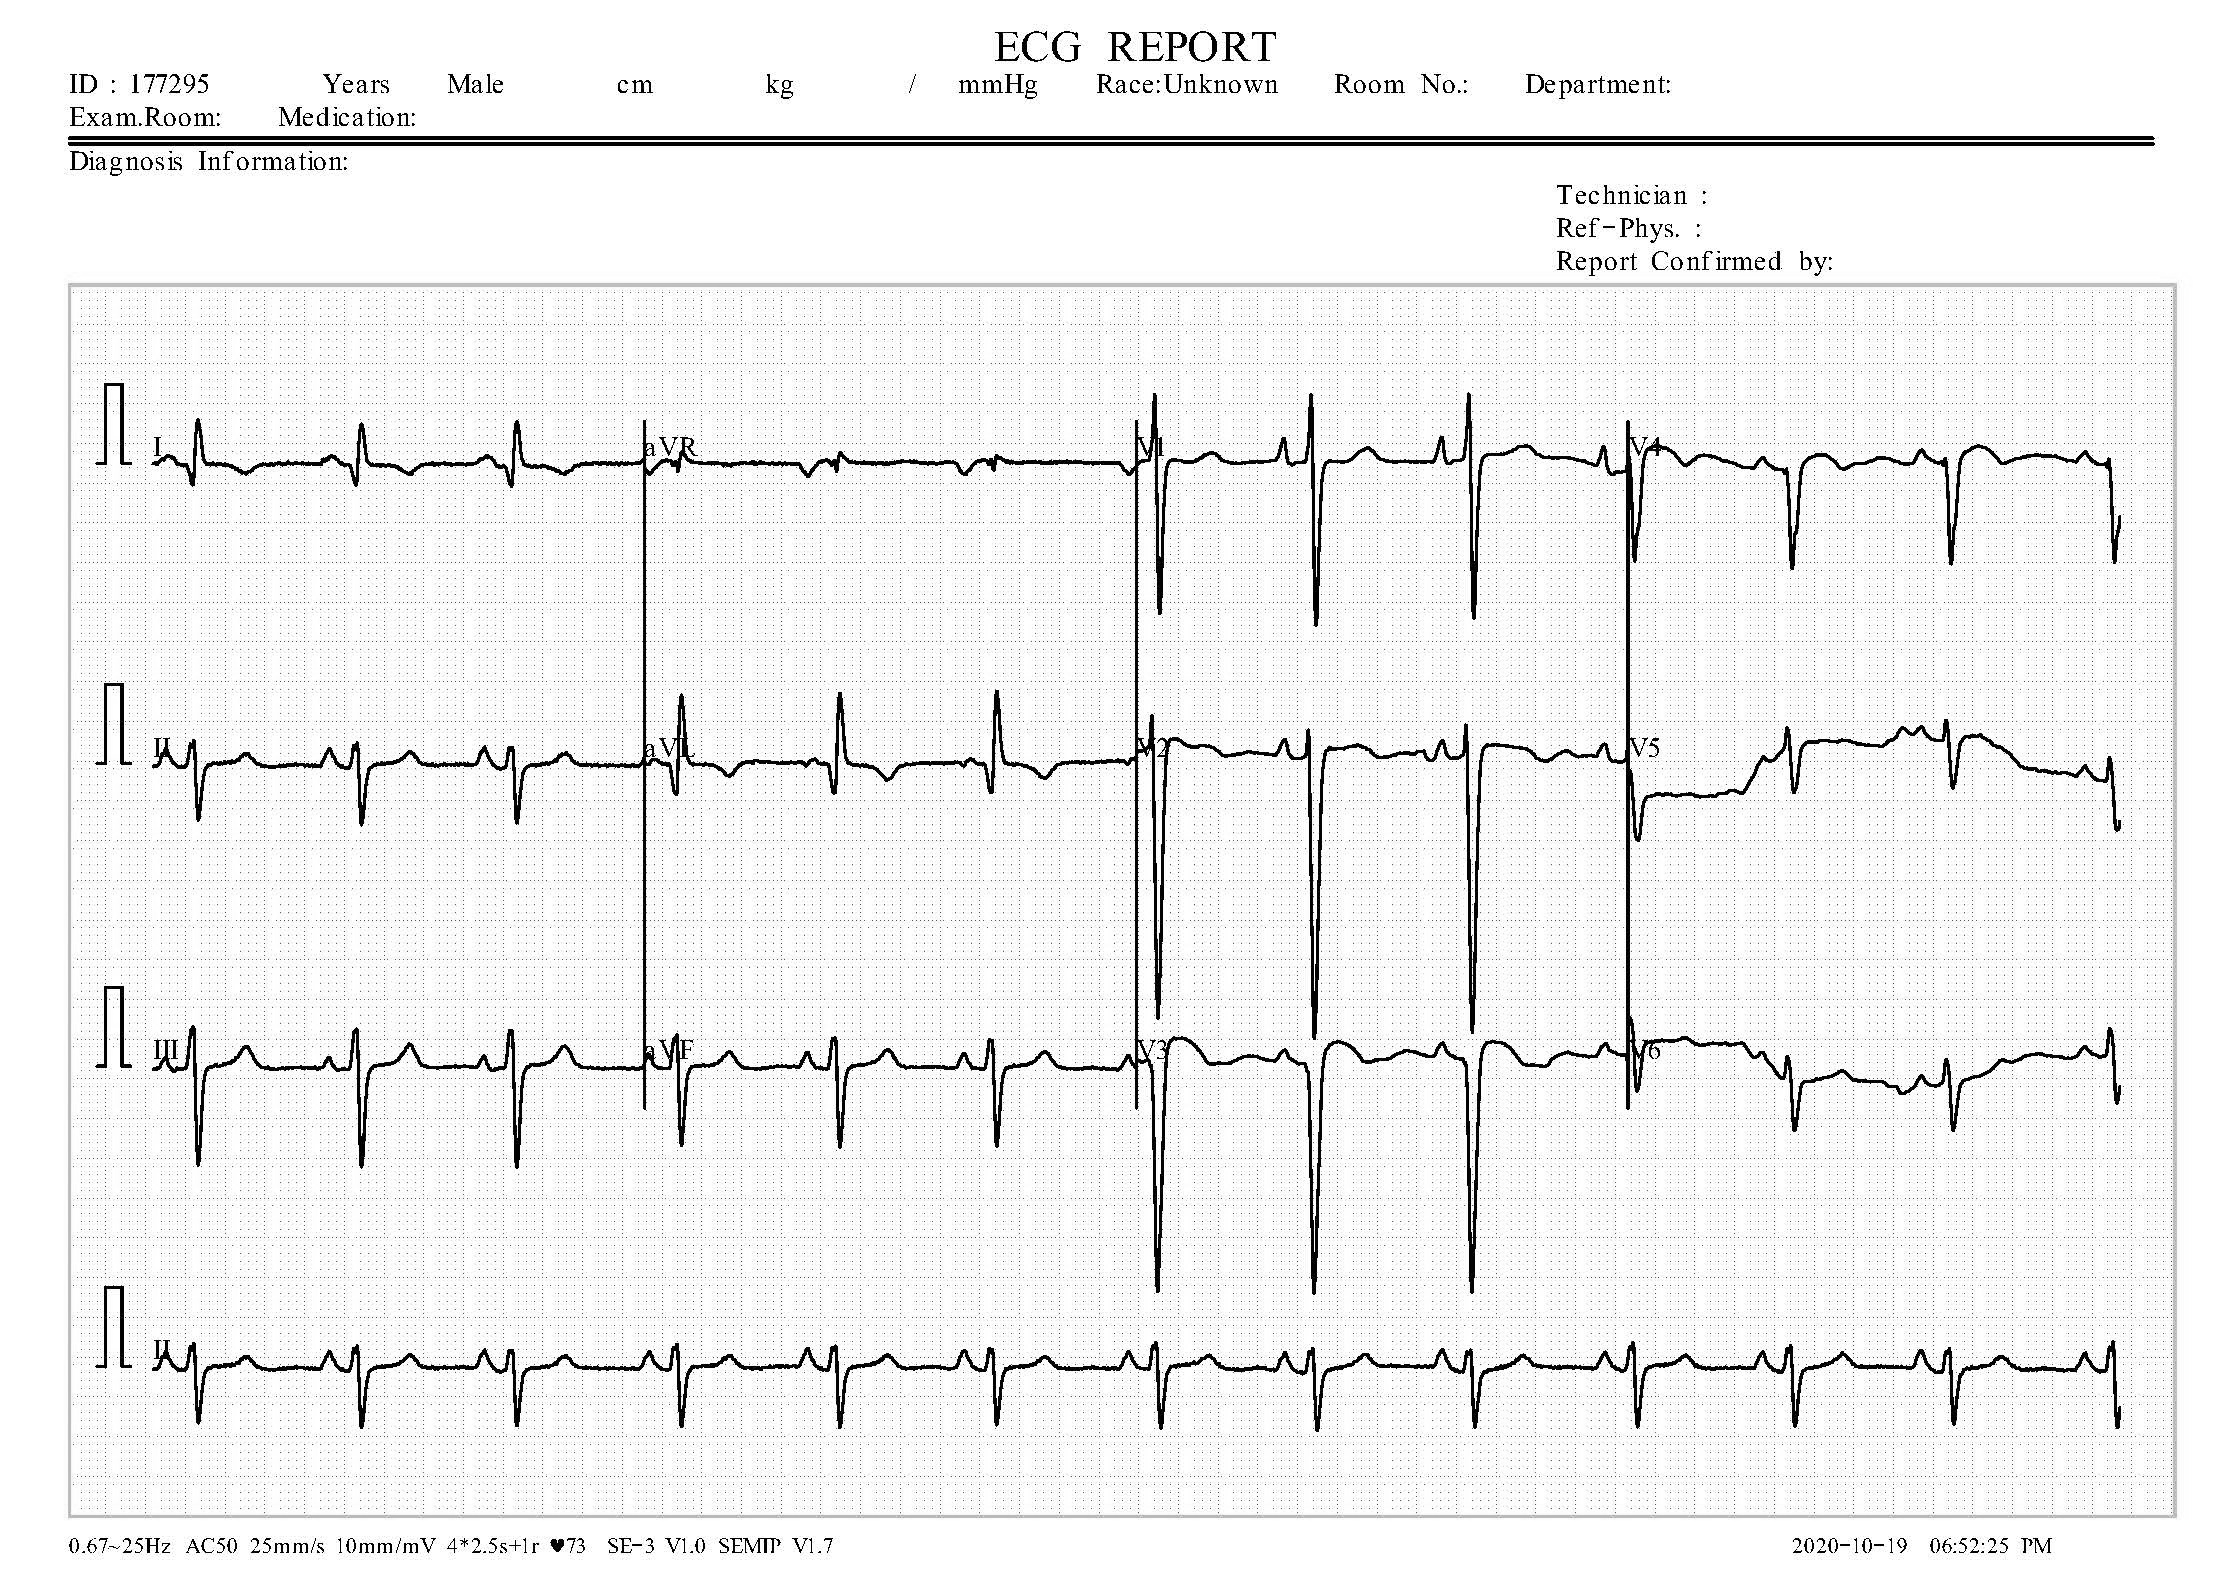 ECG REPORT
ID : 177295 Years Male cm kg / mmHg Race:Unknown Room No.: Department:
Exam.Room: Medication:
Diagnosis Information:
Technician :
Ref-Phys. :
Report Confirmed by:
I aVR V1 V4
II aVL V2 V5
III aVF V3 V6
II
0.67~25Hz AC50 25mm/s 10mm/mV 4*2.5s+1r ♥73 SE-3 V1.0 SEMIP V1.7 2020-10-19 06:52:25 PM